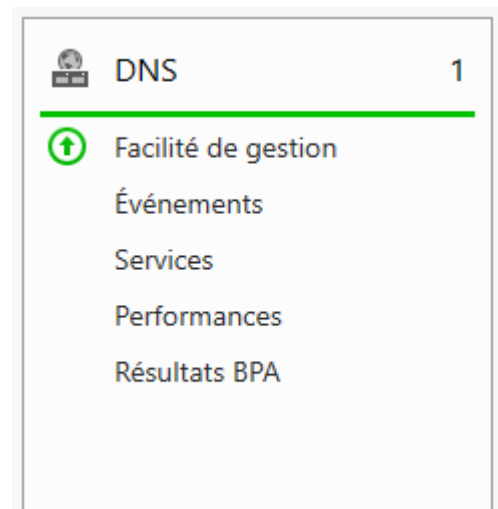 DNS 1
Facilité de gestion
Événements
Services
Performances
Résultats BPA